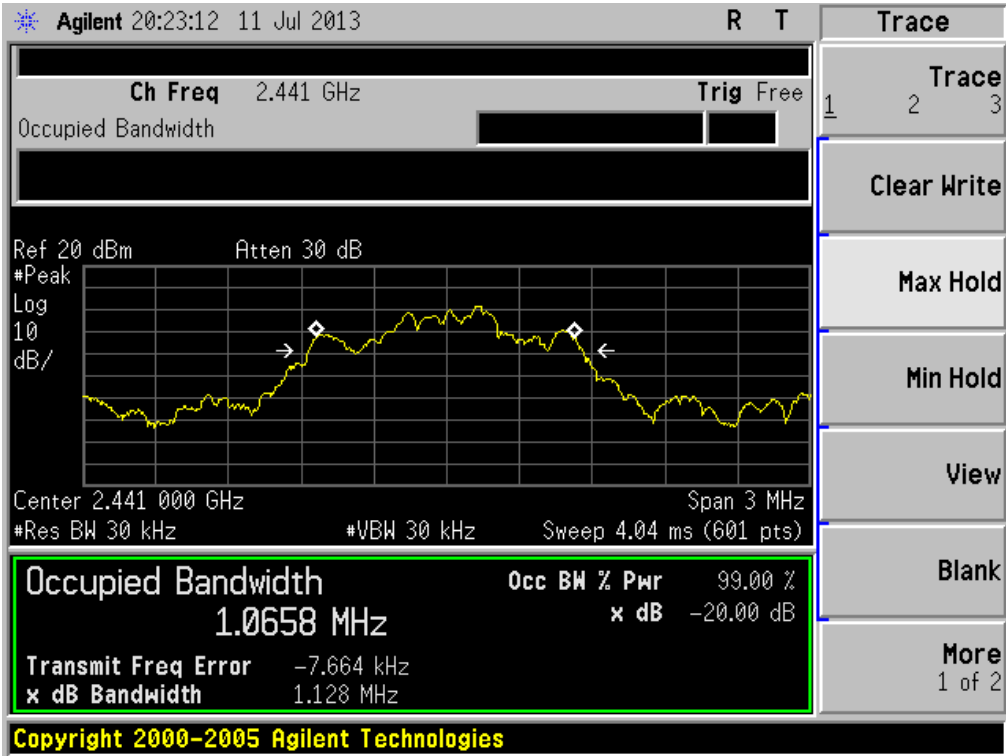 Agilent 20:23:12 11 Jul 2013 R T
Trace
Ch Freq 2.441 GHz Trig Free
Occupied Bandwidth
Trace
1 2 3
Clear Write
Max Hold
Min Hold
View
Blank
More
1 of 2
Ref 20 dBm Atten 30 dB
#Peak
Log
10
dB/
Center 2.441 000 GHz Span 3 MHz
#Res BW 30 kHz #VBW 30 kHz Sweep 4.04 ms (601 pts)
Occupied Bandwidth
1.0658 MHz
Occ BW % Pwr 99.00 %
x dB -20.00 dB
Transmit Freq Error -7.664 kHz
x dB Bandwidth 1.128 MHz
Copyright 2000-2005 Agilent Technologies